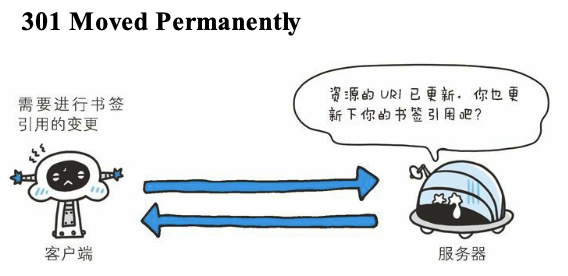 301 Moved Permanently
需要进行书签
引用的变更
资源的 URI 已更新，你也更
新下你的书签引用吧？
客户端
服务器